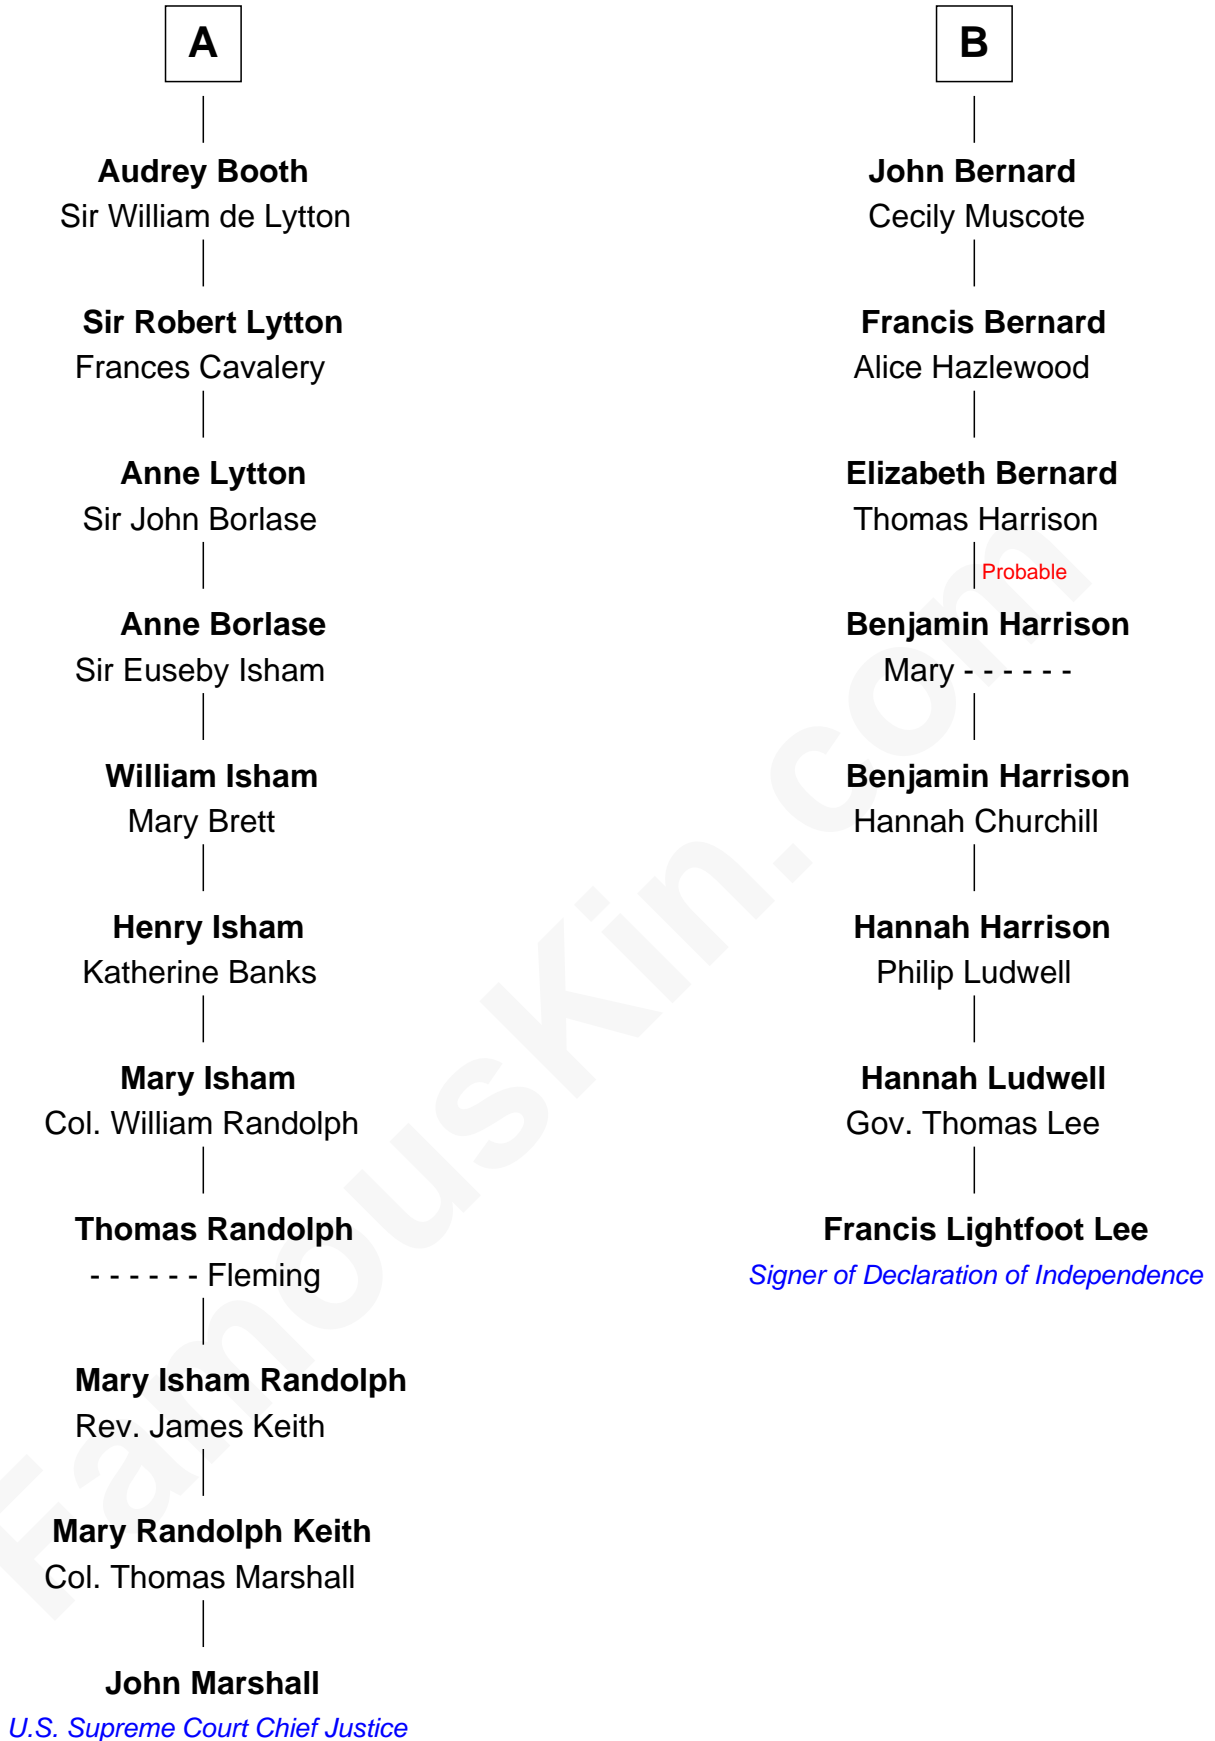 A
Audrey Booth
Sir William de Lytton
Sir Robert Lytton
Frances Cavalery
Anne Lytton
Sir John Borlase
Anne Borlase
Sir Euseby Isham
William Isham
Mary Brett
Henry Isham
Katherine Banks
Mary Isham
Col. William Randolph
Thomas Randolph
- - - - - - Fleming
Mary Isham Randolph
Rev. James Keith
Mary Randolph Keith
Col. Thomas Marshall
John Marshall
U.S. Supreme Court Chief Justice
B
John Bernard
Cecily Muscote
Francis Bernard
Alice Hazlewood
Elizabeth Bernard
Thomas Harrison
Probable
Benjamin Harrison
Mary - - - - - -
Benjamin Harrison
Hannah Churchill
Hannah Harrison
Philip Ludwell
Hannah Ludwell
Gov. Thomas Lee
Francis Lightfoot Lee
Signer of Declaration of Independence
FamousKin.com